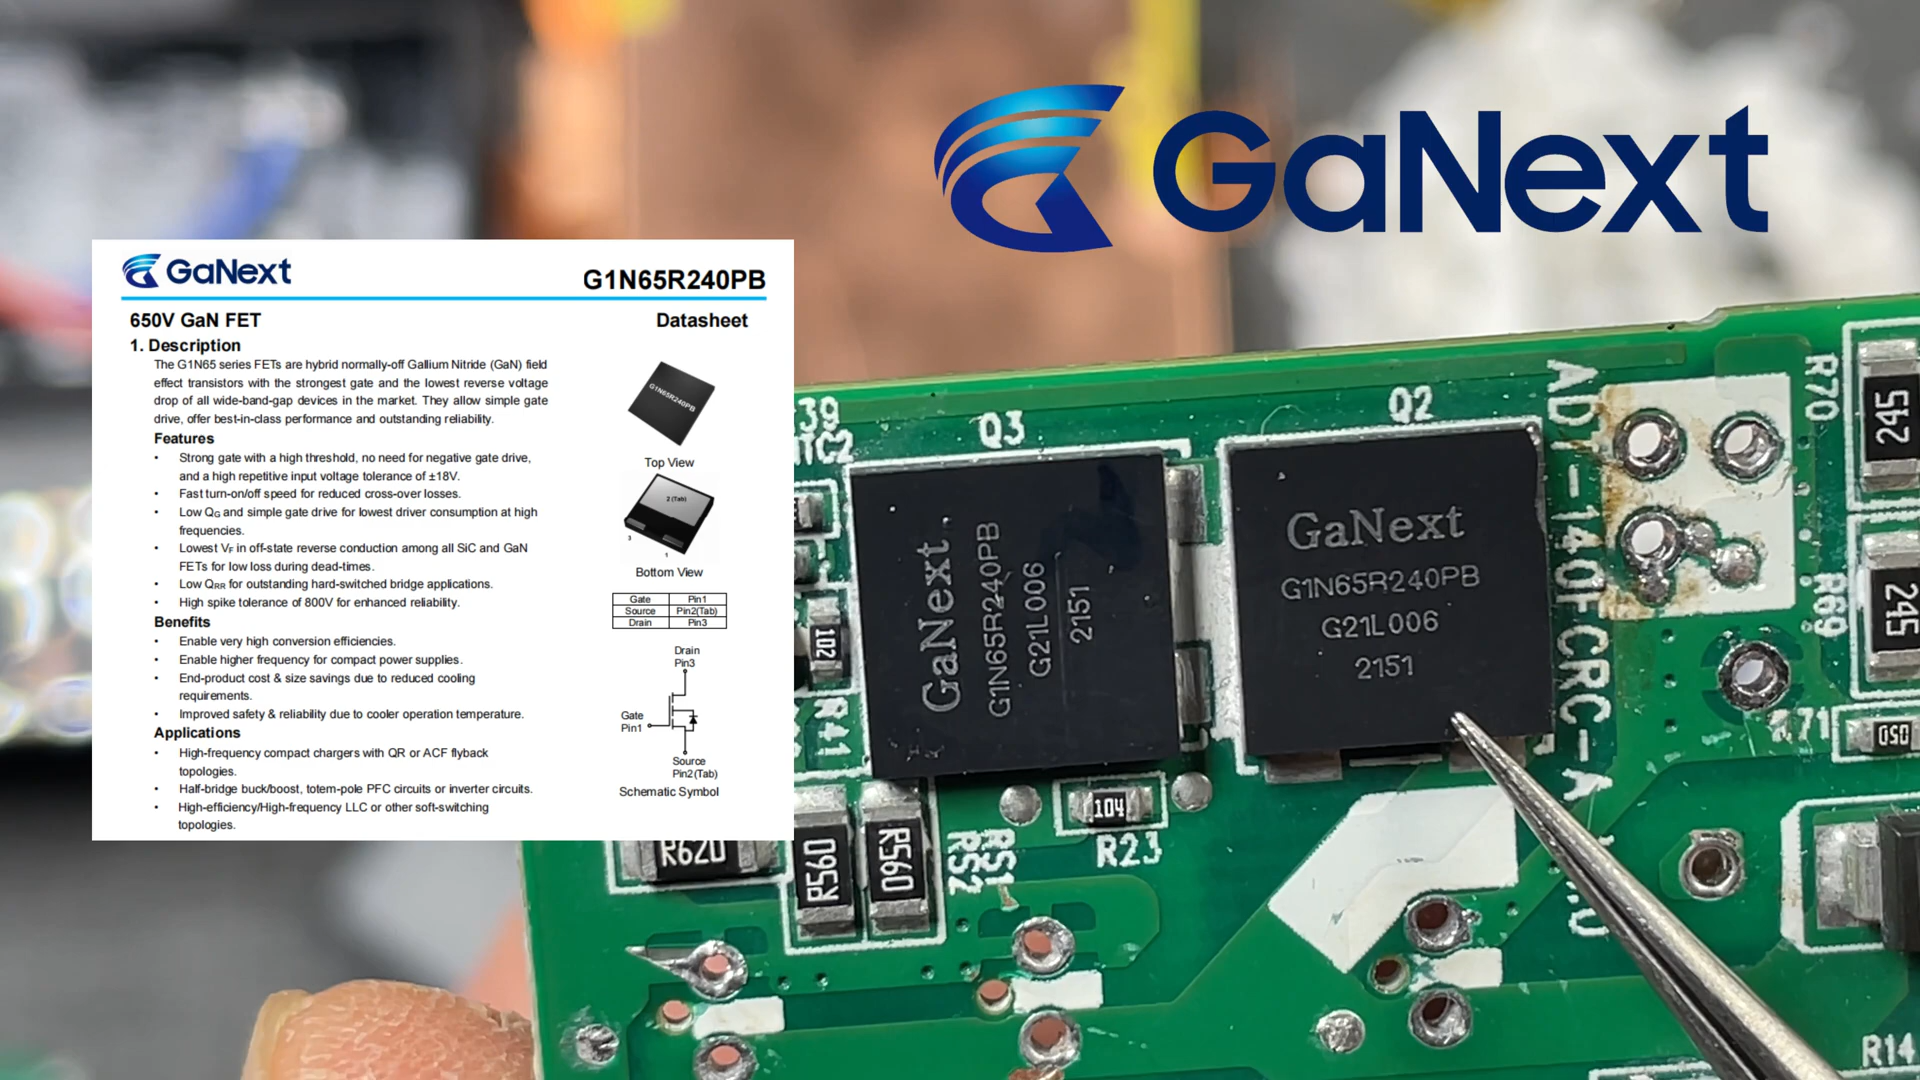 GaNext
GaNext
G1N65R240PB
650V GaN FET
Datasheet
1. Description
The G1N65 series FETs are hybrid normally-off Gallium Nitride (GaN) field
effect transistors with the strongest gate and the lowest reverse voltage
drop of all wide-band-gap devices in the market. They allow simple gate
drive, offer best-in-class performance and outstanding reliability.
Features
• Strong gate with a high threshold, no need for negative gate drive,
and a high repetitive input voltage tolerance of ±18V.
• Fast turn-on/off speed for reduced cross-over losses.
• Low QG and simple gate drive for lowest driver consumption at high
frequencies.
• Lowest VF in off-state reverse conduction among all SiC and GaN
FETs for low loss during dead-times.
• Low QRR for outstanding hard-switched bridge applications.
• High spike tolerance of 800V for enhanced reliability.
Benefits
• Enable very high conversion efficiencies.
• Enable higher frequency for compact power supplies.
• End-product cost & size savings due to reduced cooling
requirements.
• Improved safety & reliability due to cooler operation temperature.
Applications
• High-frequency compact chargers with QR or ACF flyback
topologies.
• Half-bridge buck/boost, totem-pole PFC circuits or inverter circuits.
• High-efficiency/High-frequency LLC or other soft-switching
topologies.
G1N65R240PB
Top View
2 (Tab)
3
1
Bottom View
Gate Pin1
Source Pin2(Tab)
Drain Pin3
Drain
Pin3
Gate
Pin1
Source
Pin2(Tab)
Schematic Symbol
39
TC2
Q3
Q2
R70
245
GaNext
G1N65R240PB
G21L006
2151
GaNext
G1N65R240PB
G21L006
2151
R69
245
102
R41
050
104
R23
R620
R560
R560
R52
R51
R14